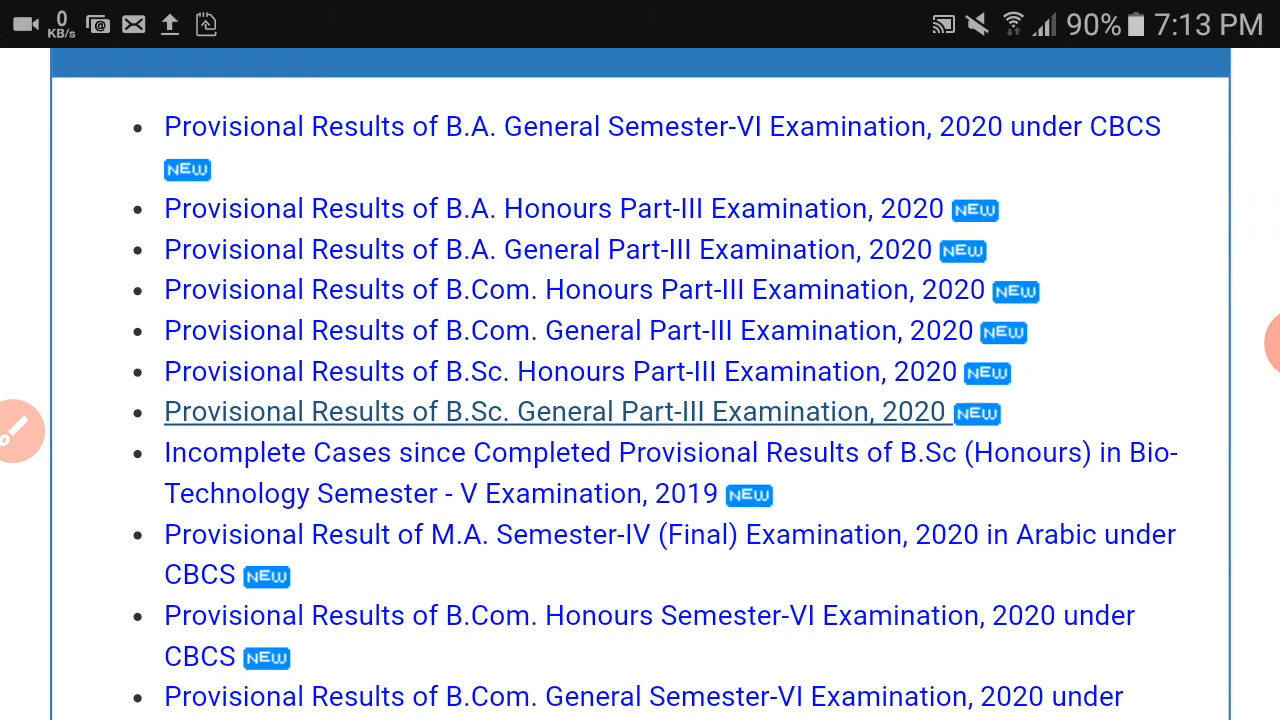 0 KB/s 90% 7:13 PM
Provisional Results of B.A. General Semester-VI Examination, 2020 under CBCS
NEW
Provisional Results of B.A. Honours Part-III Examination, 2020 NEW
Provisional Results of B.A. General Part-III Examination, 2020 NEW
Provisional Results of B.Com. Honours Part-III Examination, 2020 NEW
Provisional Results of B.Com. General Part-III Examination, 2020 NEW
Provisional Results of B.Sc. Honours Part-III Examination, 2020 NEW
Provisional Results of B.Sc. General Part-III Examination, 2020 NEW
Incomplete Cases since Completed Provisional Results of B.Sc (Honours) in Bio-
Technology Semester - V Examination, 2019 NEW
Provisional Result of M.A. Semester-IV (Final) Examination, 2020 in Arabic under
CBCS NEW
Provisional Results of B.Com. Honours Semester-VI Examination, 2020 under
CBCS NEW
Provisional Results of B.Com. General Semester-VI Examination, 2020 under